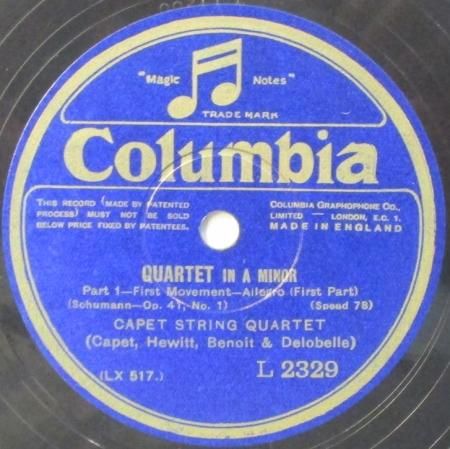 "Magic Notes"
TRADE MARK
Columbia
THIS RECORD (MADE BY PATENTED
PROCESS) MUST NOT BE SOLD
BELOW PRICE FIXED BY PATENTEES.
COLUMBIA GRAPHOPHONE CO.,
LIMITED — LONDON, E.C. 1.
MADE IN ENGLAND
QUARTET IN A MINOR
Part 1—First Movement—Allegro (First Part)
(Schumann—Op. 41, No. 1) (Speed 78)
CAPET STRING QUARTET
(Capet, Hewitt, Benoit & Delobelle)
(LX 517.) L 2329